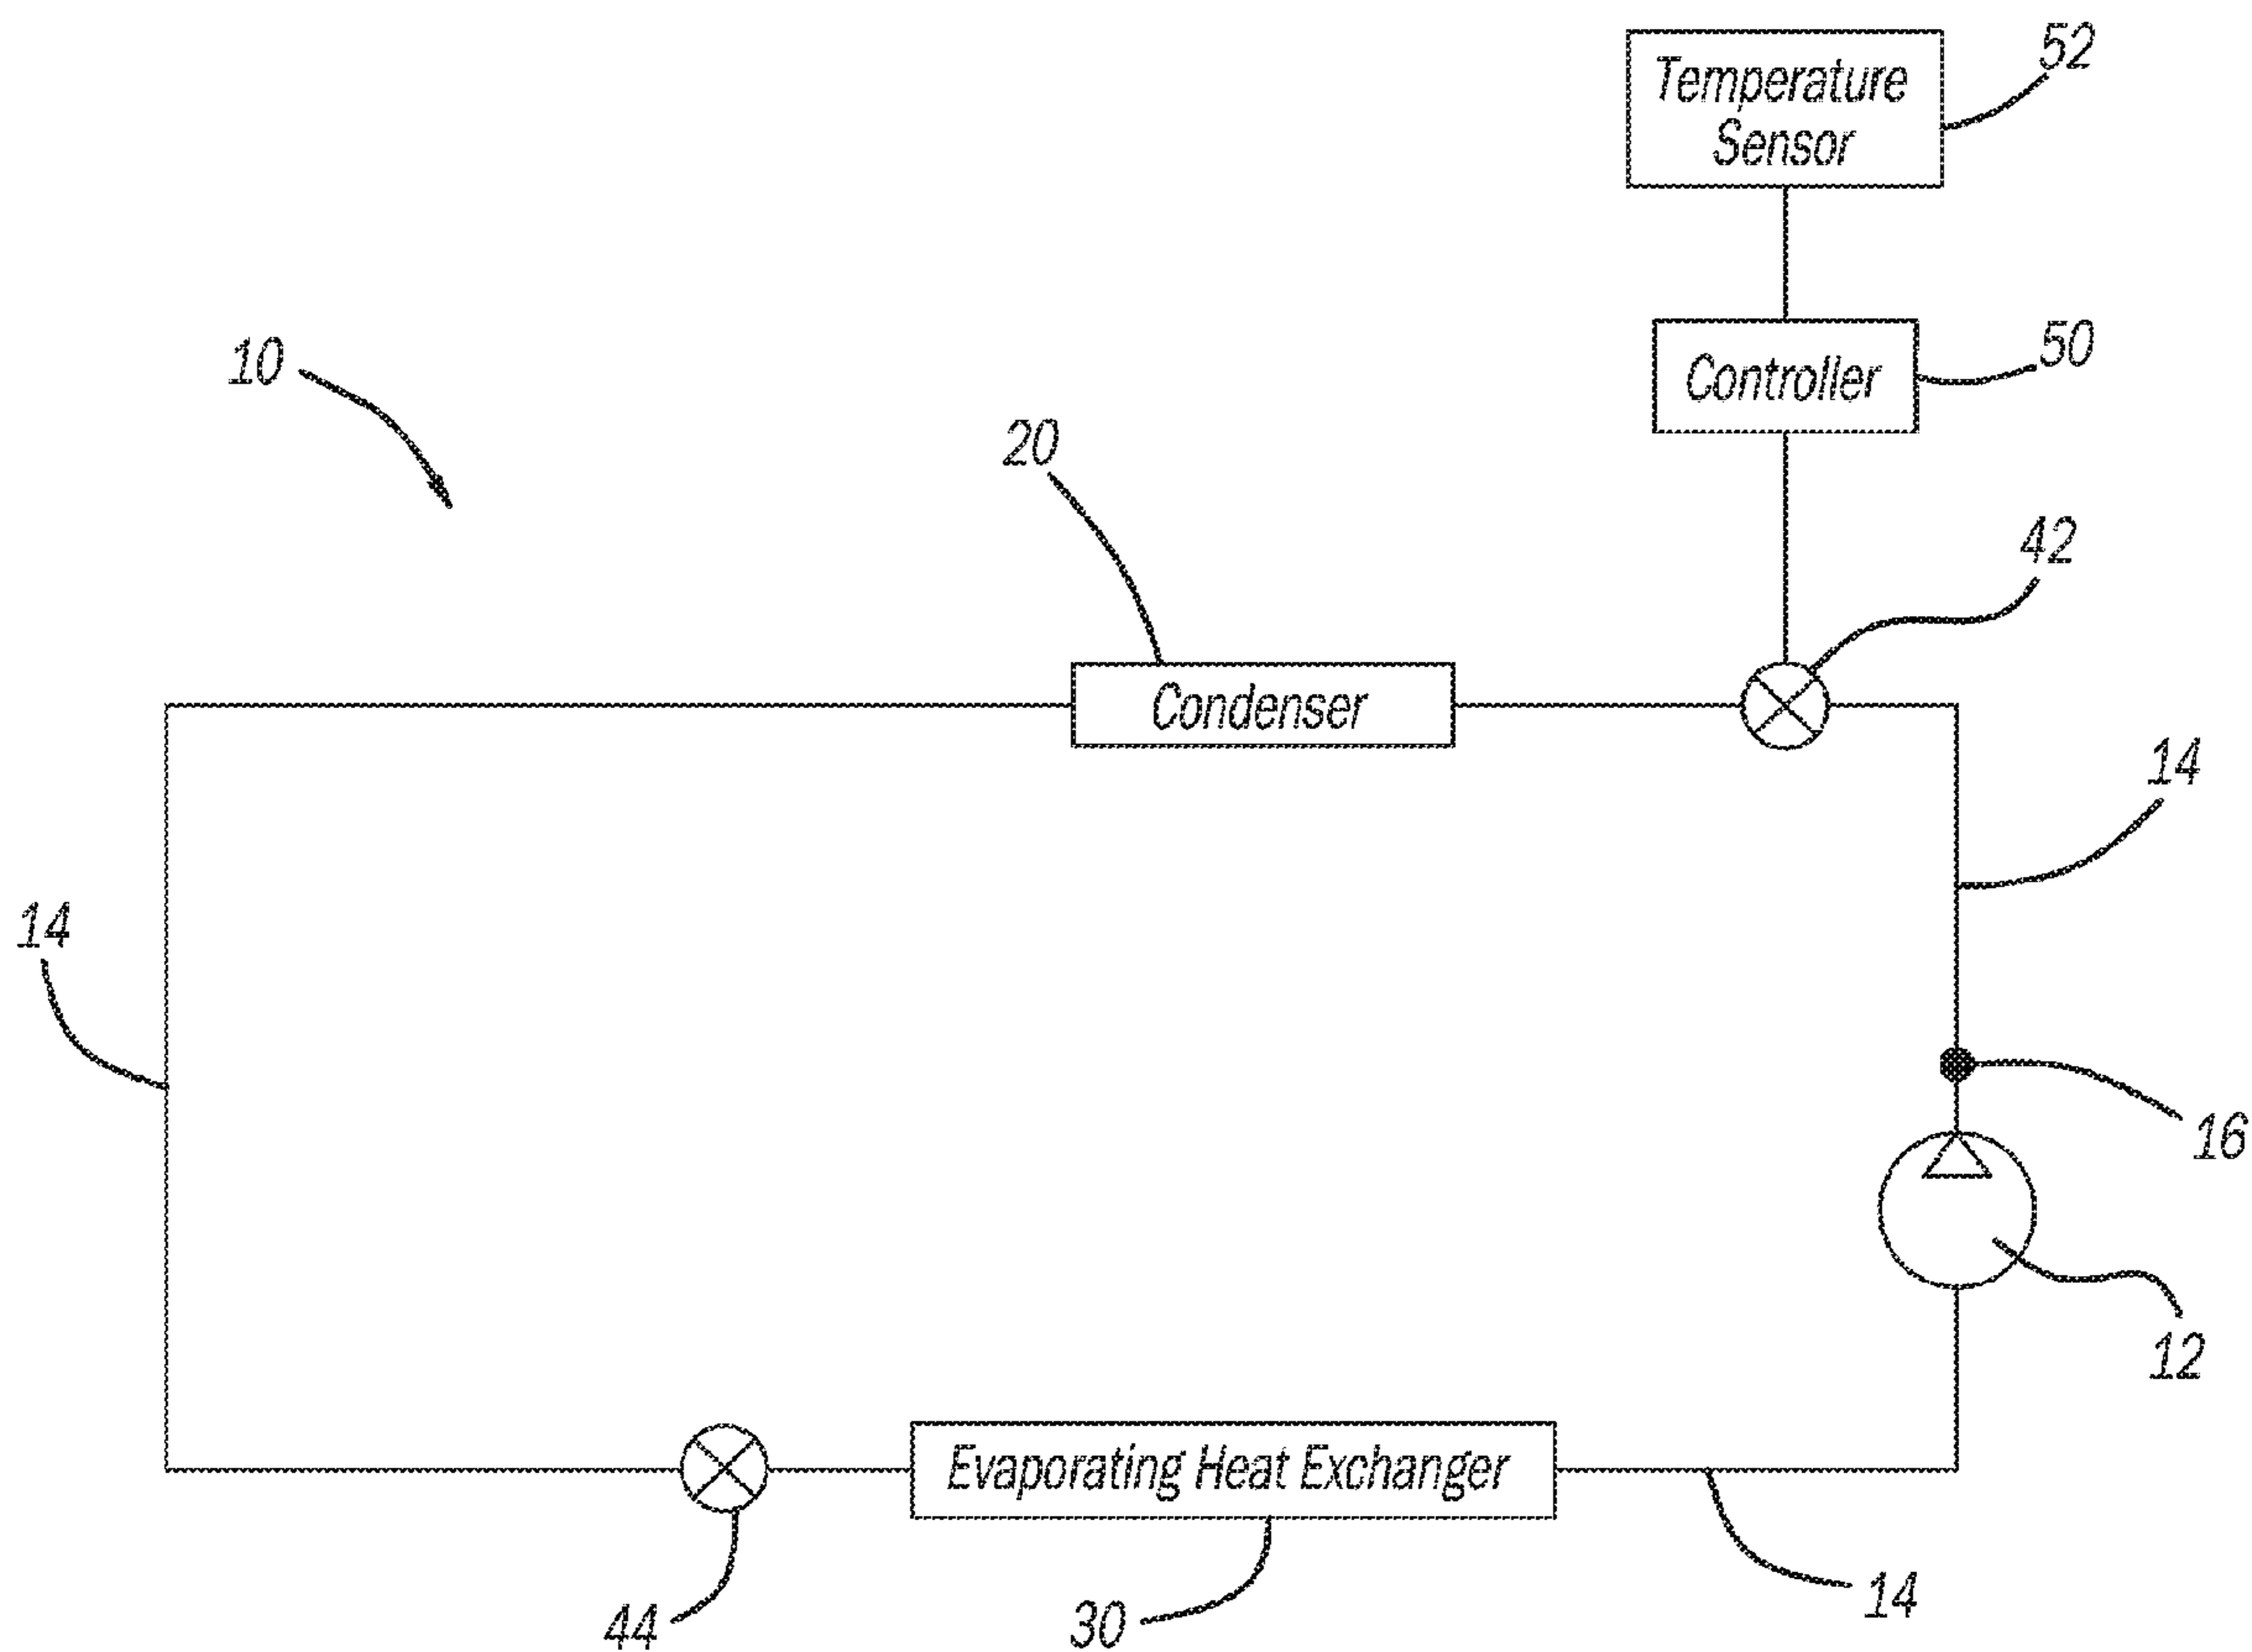 52
Temperature
Sensor
10
50
Controller
20
42
Condenser
14
14
16
12
Evaporating Heat Exchanger
14
44
30